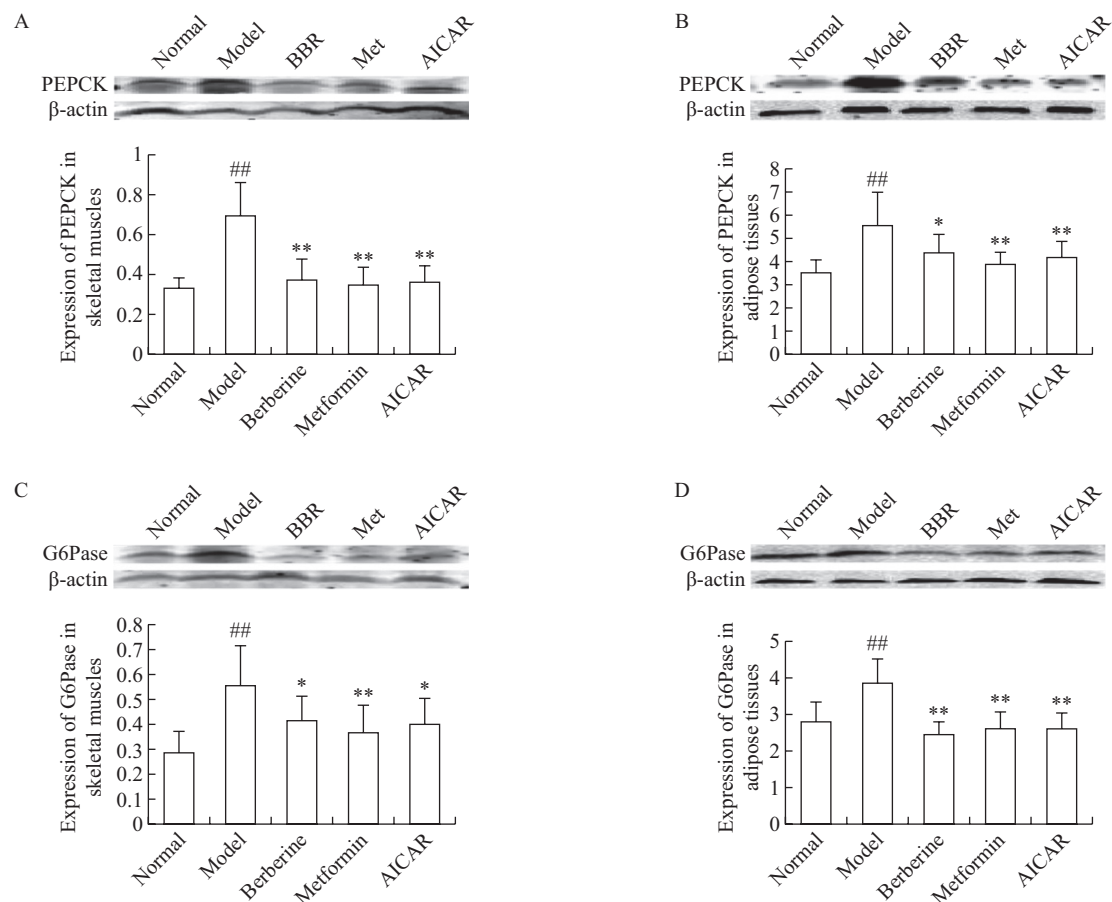 A
Normal
Model
BBR
Met
AICAR
PEPCK
β-actin
Expression of PEPCK in
skeletal muscles
1
0.8
0.6
0.4
0.2
0
##
**
**
**
Normal
Model
Berberine
Metformin
AICAR
B
Normal
Model
BBR
Met
AICAR
PEPCK
β-actin
Expression of PEPCK in
adipose tissues
8
7
6
5
4
3
2
1
0
##
*
**
**
Normal
Model
Berberine
Metformin
AICAR
C
Normal
Model
BBR
Met
AICAR
G6Pase
β-actin
Expression of G6Pase in
skeletal muscles
0.8
0.7
0.6
0.5
0.4
0.3
0.2
0.1
0
##
*
**
*
Normal
Model
Berberine
Metformin
AICAR
D
Normal
Model
BBR
Met
AICAR
G6Pase
β-actin
Expression of G6Pase in
adipose tissues
5
4
3
2
1
0
##
**
**
**
Normal
Model
Berberine
Metformin
AICAR